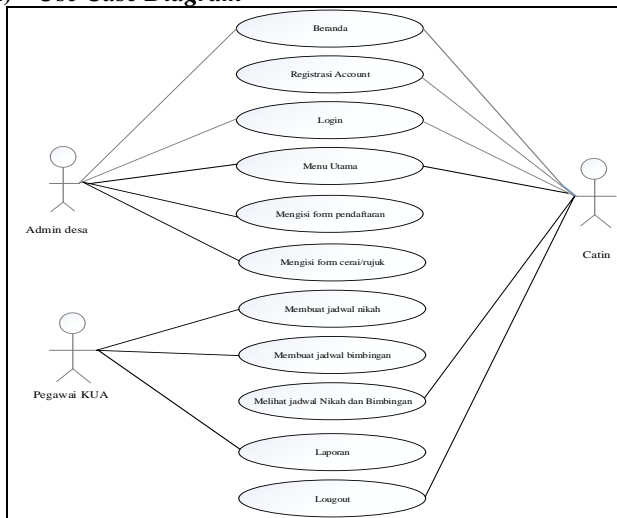 Use Case Diagram
Beranda
Registrasi Account
Login
Menu Utama
Mengisi form pendaftaran
Mengisi form cerai/rujuk
Membuat jadwal nikah
Membuat jadwal bimbingan
Melihat jadwal Nikah dan Bimbingan
Laporan
Lougout
Admin desa
Pegawai KUA
Catin